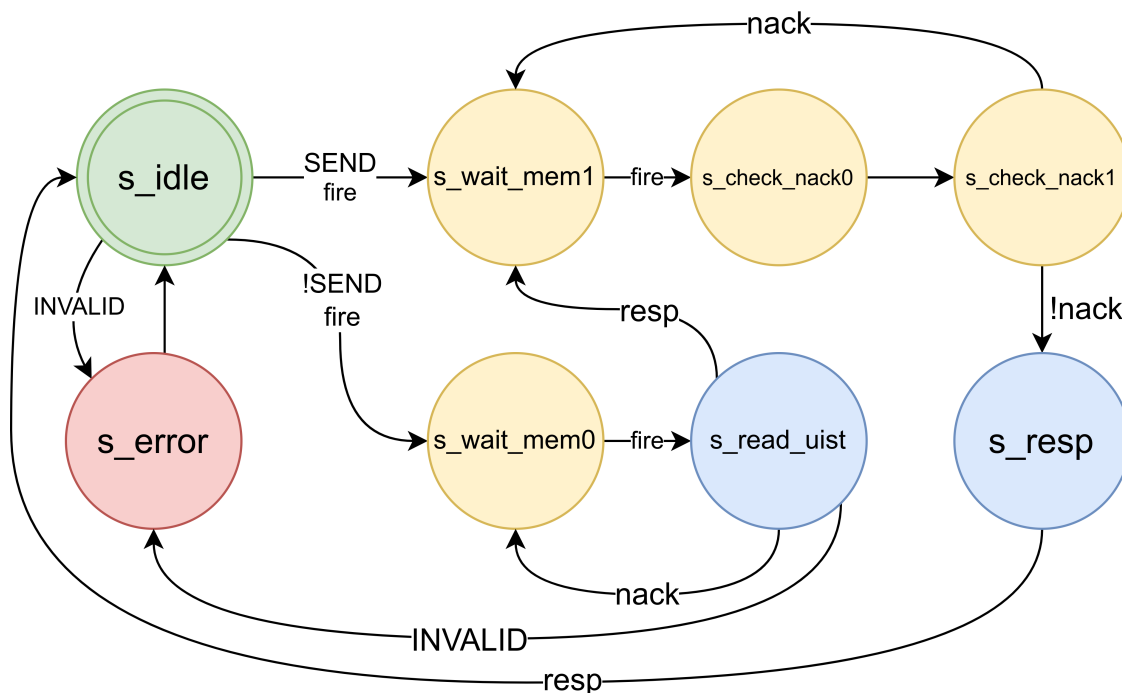 nack
s_idle
SEND
fire
s_wait_mem1
fire
s_check_nack0
s_check_nack1
INVALID
!SEND
fire
resp
!nack
s_error
s_wait_mem0
fire
s_read_uist
s_resp
nack
INVALID
resp